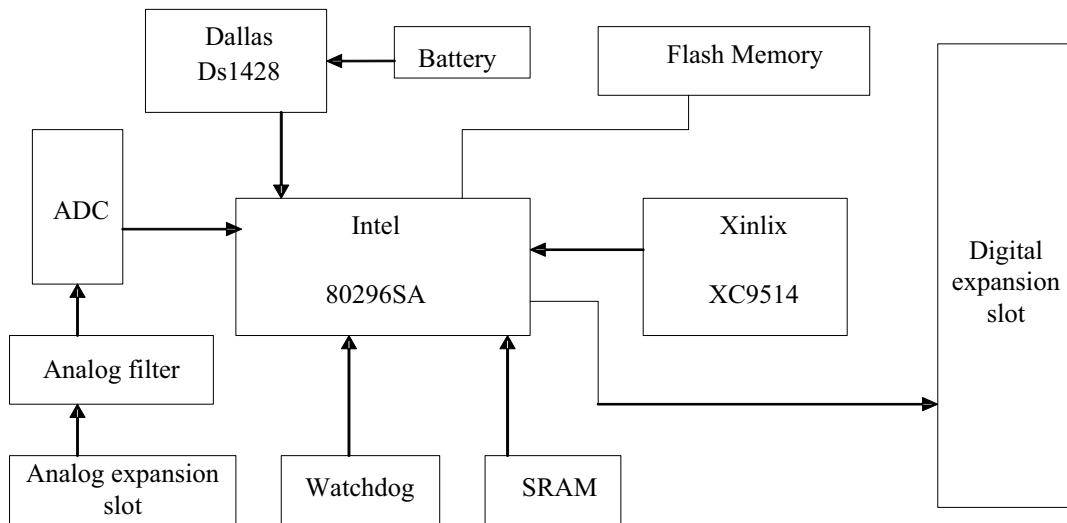 Dallas
Ds1428
Battery
Flash Memory
ADC
Intel
80296SA
Xinlix
XC9514
Digital
expansion
slot
Analog filter
Analog expansion
slot
Watchdog
SRAM